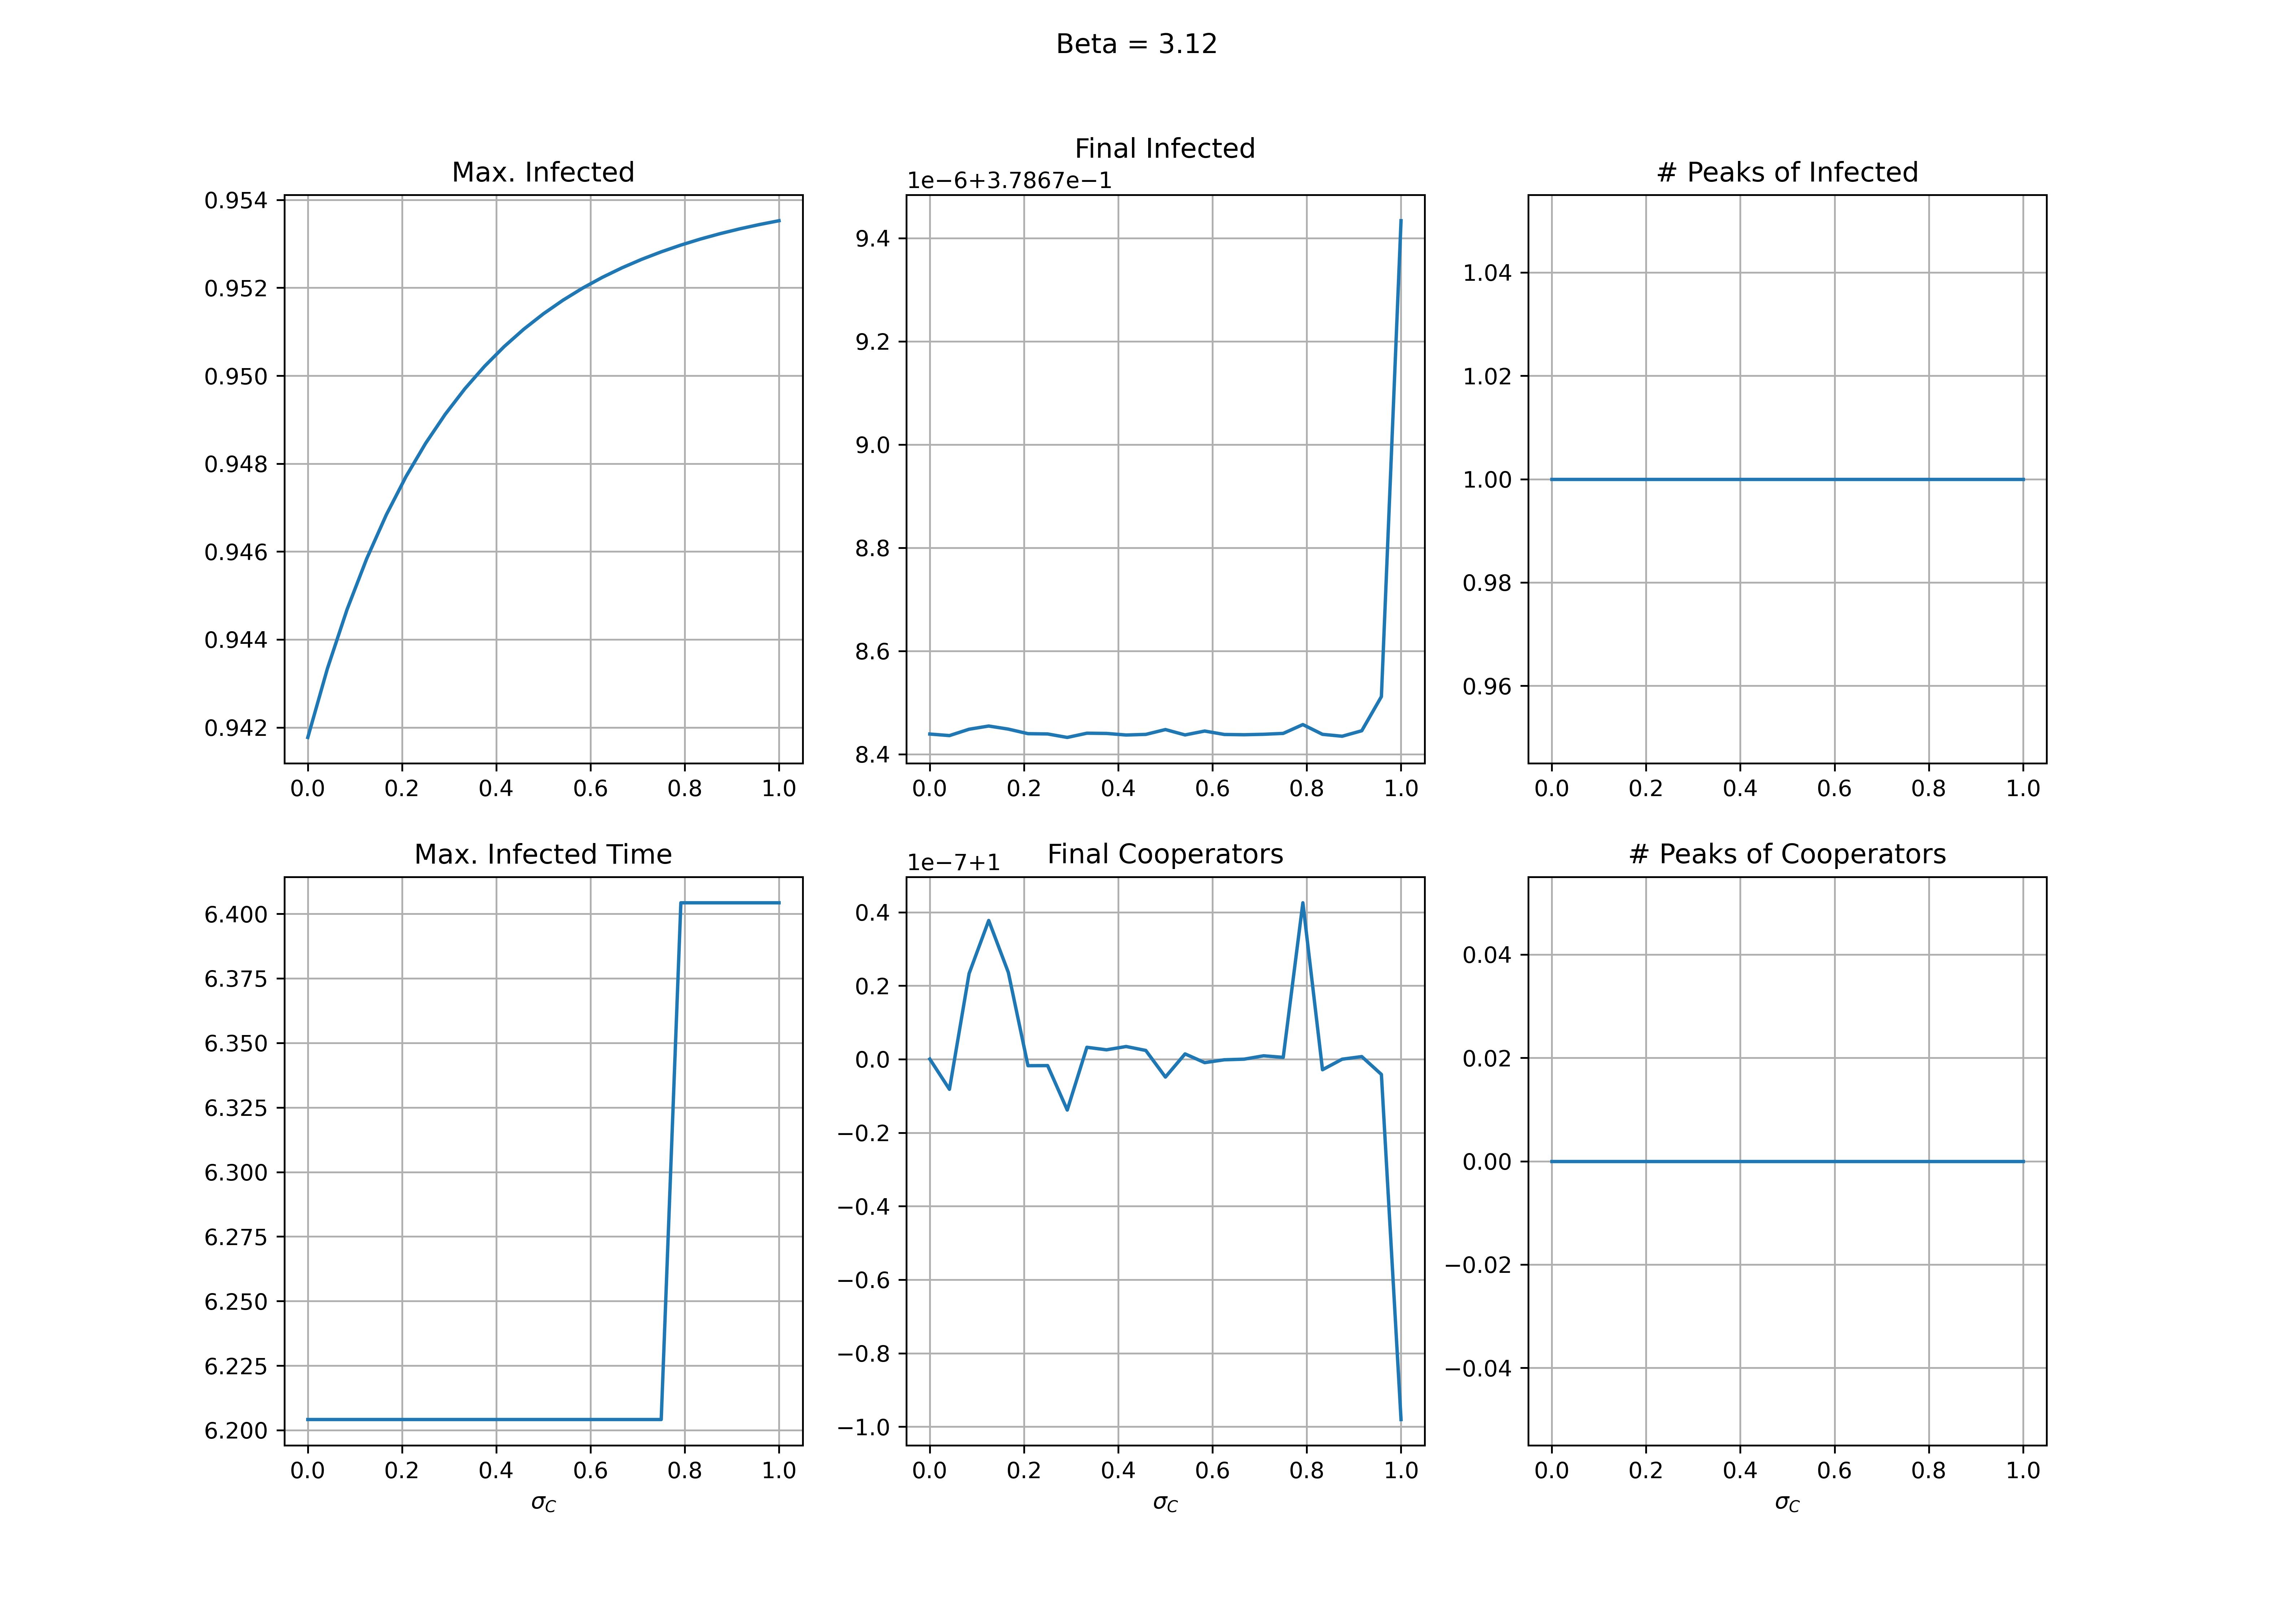 Beta = 3.12
Max. Infected
0.954
0.952
0.950
0.948
0.946
0.944
0.942
0.0 0.2 0.4 0.6 0.8 1.0
Final Infected
1e−6+3.7867e−1
9.4
9.2
9.0
8.8
8.6
8.4
0.0 0.2 0.4 0.6 0.8 1.0
# Peaks of Infected
1.04
1.02
1.00
0.98
0.96
0.0 0.2 0.4 0.6 0.8 1.0
Max. Infected Time
6.400
6.375
6.350
6.325
6.300
6.275
6.250
6.225
6.200
0.0 0.2 0.4 0.6 0.8 1.0
σC
Final Cooperators
1e−7+1
0.4
0.2
0.0
−0.2
−0.4
−0.6
−0.8
−1.0
0.0 0.2 0.4 0.6 0.8 1.0
σC
# Peaks of Cooperators
0.04
0.02
0.00
−0.02
−0.04
0.0 0.2 0.4 0.6 0.8 1.0
σC